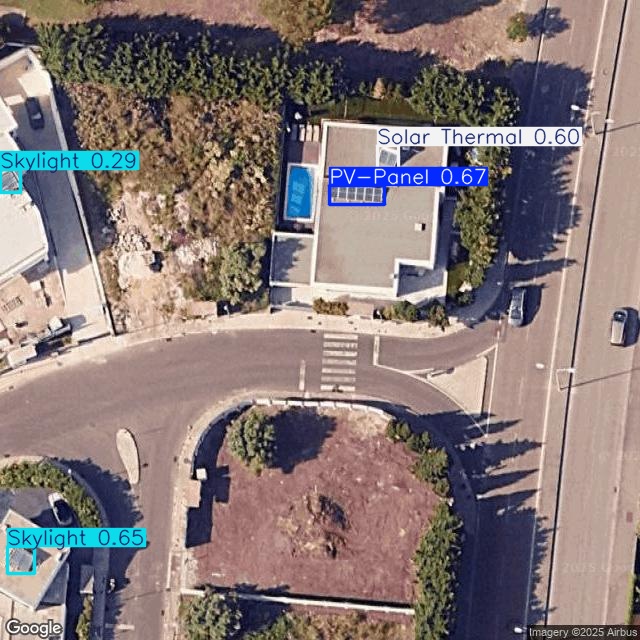 Solar Thermal 0.60
Skylight 0.29
PV-Panel 0.67
Skylight 0.65
Google
Imagery ©2025 Airbus